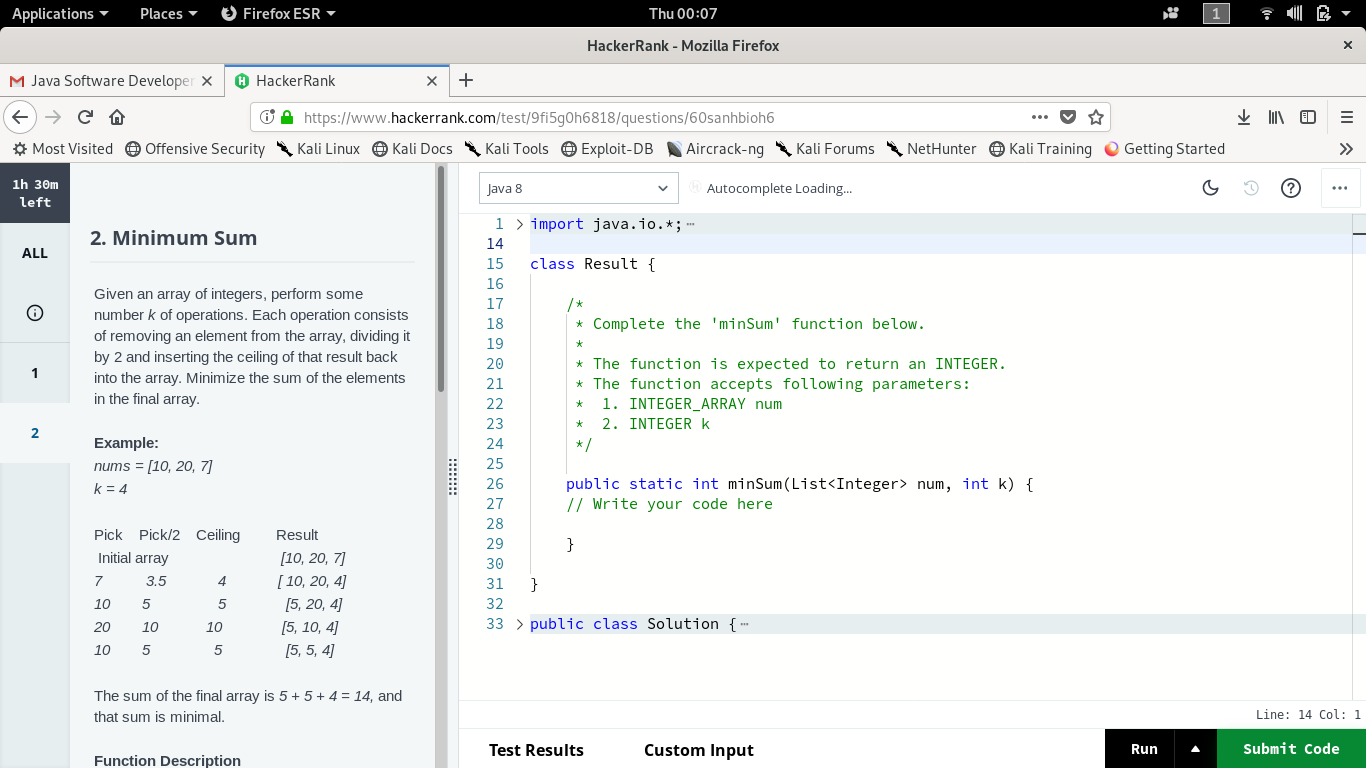 Applications Places Firefox ESR Thu 00:07 1
HackerRank - Mozilla Firefox
Java Software Developer HackerRank
https://www.hackerrank.com/test/9fi5g0h6818/questions/60sanhbioh6
Most Visited Offensive Security Kali Linux Kali Docs Kali Tools Exploit-DB Aircrack-ng Kali Forums NetHunter Kali Training Getting Started
1h 30m
left
ALL
1
2
2. Minimum Sum
Given an array of integers, perform some
number k of operations. Each operation consists
of removing an element from the array, dividing it
by 2 and inserting the ceiling of that result back
into the array. Minimize the sum of the elements
in the final array.
Example:
nums = [10, 20, 7]
k = 4
Pick Pick/2 Ceiling Result
Initial array [10, 20, 7]
7 3.5 4 [ 10, 20, 4]
10 5 5 [5, 20, 4]
20 10 10 [5, 10, 4]
10 5 5 [5, 5, 4]
The sum of the final array is 5 + 5 + 4 = 14, and
that sum is minimal.
Function Description
Java 8 Autocomplete Loading...
1 import java.io.*;
14
15 class Result {
16
17 /*
18 * Complete the 'minSum' function below.
19 *
20 * The function is expected to return an INTEGER.
21 * The function accepts following parameters:
22 * 1. INTEGER_ARRAY num
23 * 2. INTEGER k
24 */
25
26 public static int minSum(List<Integer> num, int k) {
27 // Write your code here
28
29 }
30
31 }
32
33 public class Solution {
Line: 14 Col: 1
Test Results Custom Input Run Submit Code